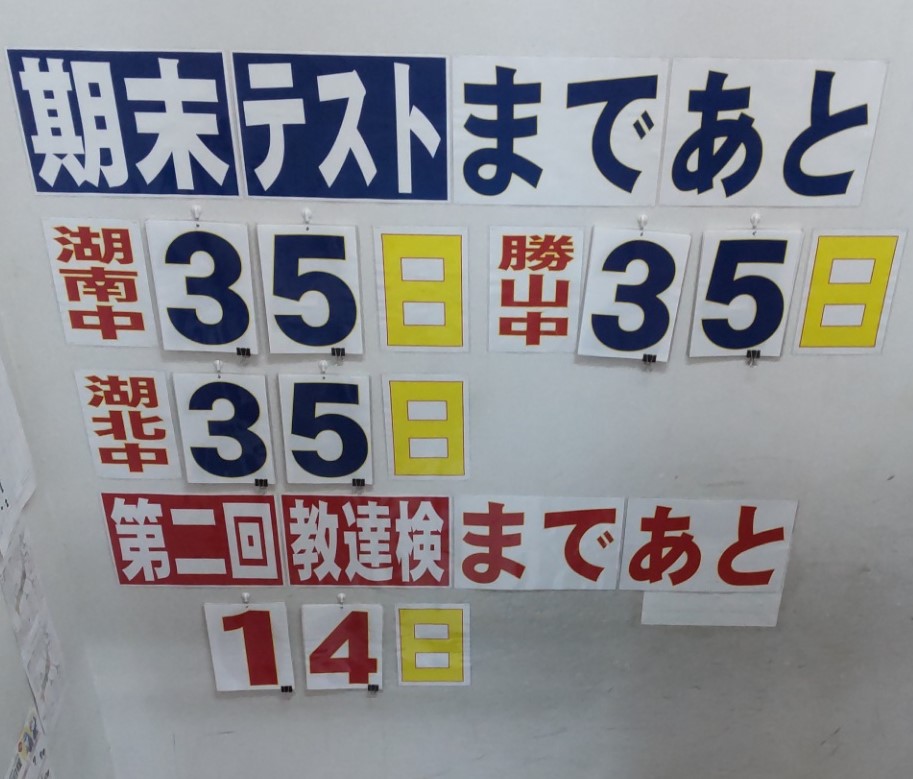 期末テストまであと
湖南中 35日 勝山中 35日
湖北中 35日
第二回教達検まであと
14日